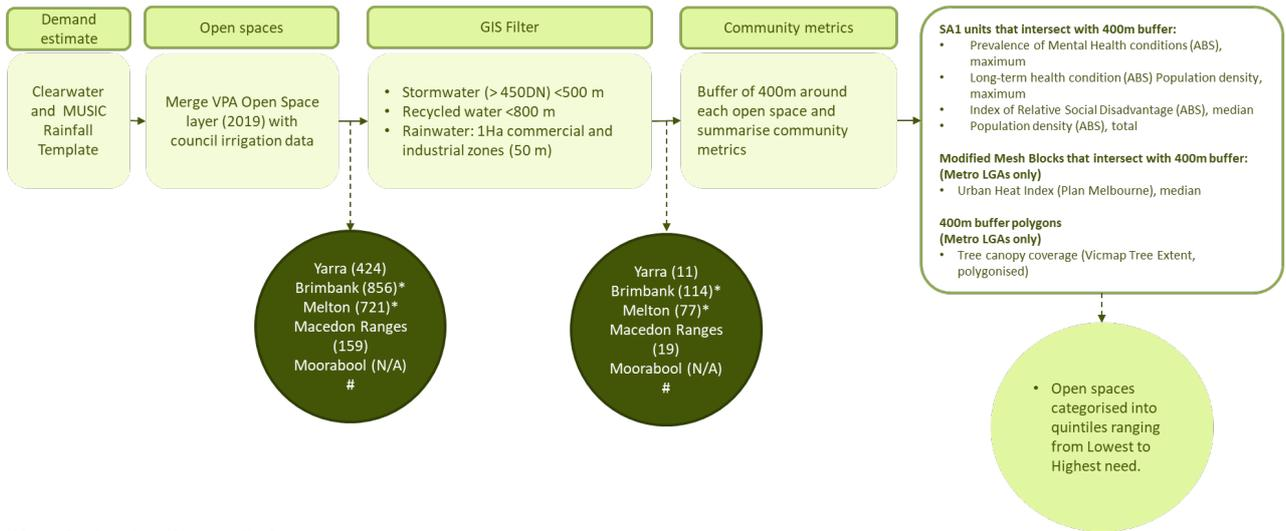 Demand
estimate
Open spaces
GIS Filter
Community metrics
Clearwater
and MUSIC
Rainfall
Template
Merge VPA Open Space
layer (2019) with
council irrigation data
• Stormwater (> 450DN) <500 m
• Recycled water <800 m
• Rainwater: 1Ha commercial and
industrial zones (50 m)
Buffer of 400m around
each open space and
summarise community
metrics
SA1 units that intersect with 400m buffer:
• Prevalence of Mental Health conditions (ABS),
maximum
• Long-term health condition (ABS) Population density,
maximum
• Index of Relative Social Disadvantage (ABS), median
• Population density (ABS), total
Modified Mesh Blocks that intersect with 400m buffer:
(Metro LGAs only)
• Urban Heat Index (Plan Melbourne), median
400m buffer polygons
(Metro LGAs only)
• Tree canopy coverage (Vicmap Tree Extent,
polygonised)
Yarra (424)
Brimbank (856)*
Melton (721)*
Macedon Ranges
(159)
Moorabool (N/A)
#
Yarra (11)
Brimbank (114)*
Melton (77)*
Macedon Ranges
(19)
Moorabool (N/A)
#
• Open spaces
categorised into
quintiles ranging
from Lowest to
Highest need.